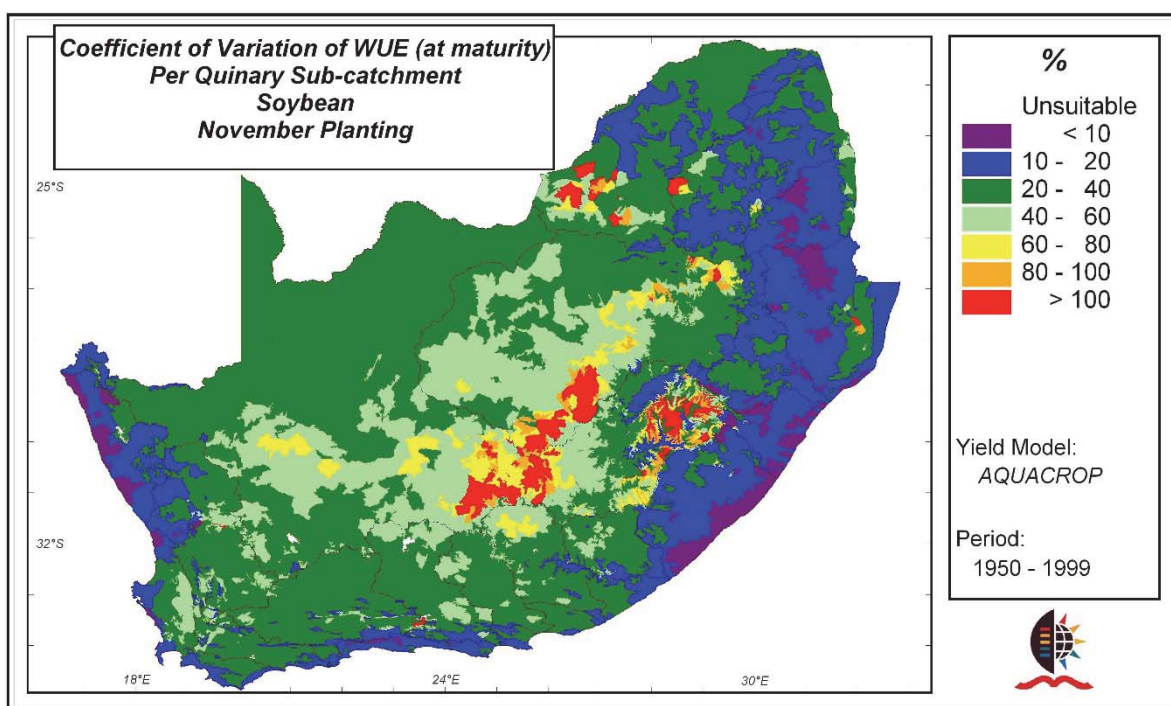 Coefficient of Variation of WUE (at maturity)
Per Quinary Sub-catchment
Soybean
November Planting
%
Unsuitable
< 10
10 - 20
20 - 40
40 - 60
60 - 80
80 - 100
> 100
25°S
32°S
Yield Model:
AQUACROP
Period:
1950 - 1999
18°E
24°E
30°E